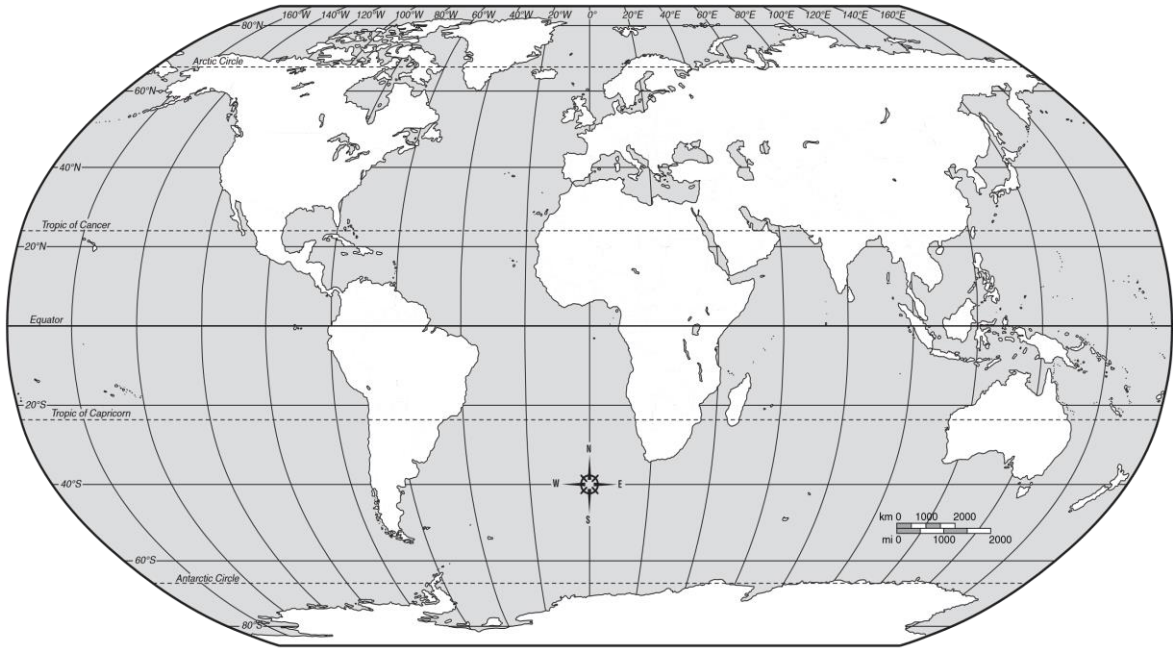 160°W 140°W 120°W 100°W 80°W 60°W 40°W 20°W 0° 20°E 40°E 60°E 80°E 100°E 120°E 140°E 160°E
80°N
Arctic Circle
60°N
40°N
Tropic of Cancer
20°N
Equator
20°S
Tropic of Capricorn
N
W E
S
40°S
km 0 1000 2000
mi 0 1000 2000
60°S
Antarctic Circle
80°S